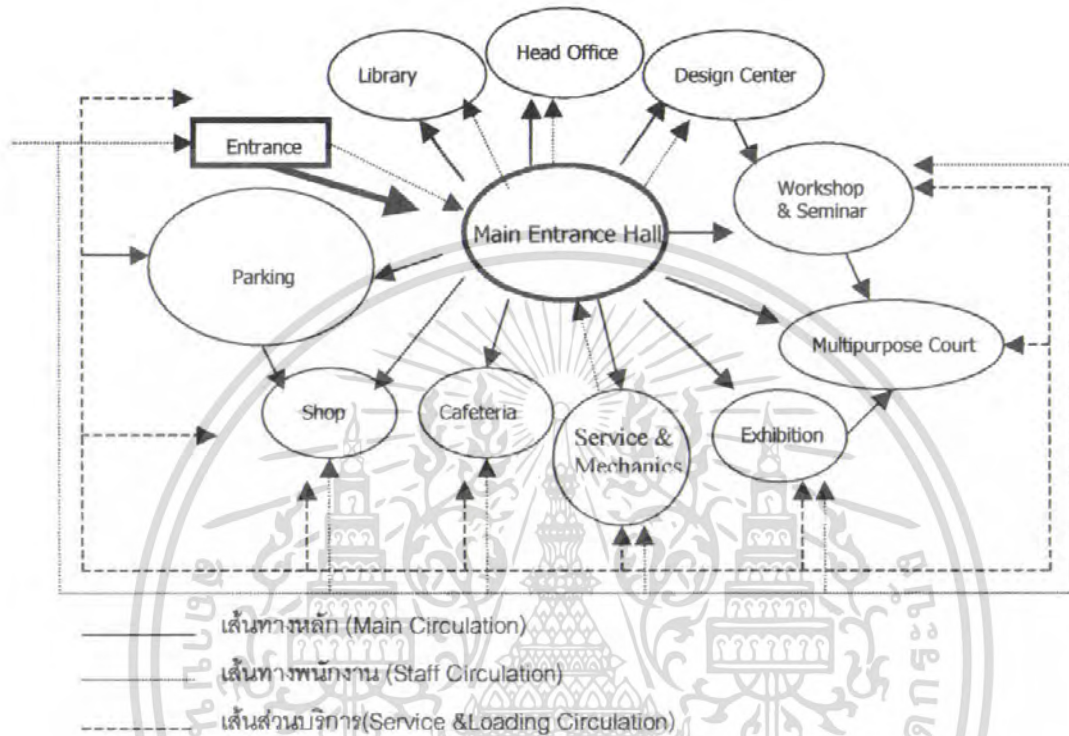 Head Office
Library
Design Center
Entrance
Workshop
& Seminar
Main Entrance Hall
Parking
Multipurpose Court
Shop
Cafeteria
Service &
Mechanics
Exhibition
เส้นทางหลัก (Main Circulation)
เส้นทางพนักงาน (Staff Circulation)
เส้นส่วนบริการ(Service &Loading Circulation)